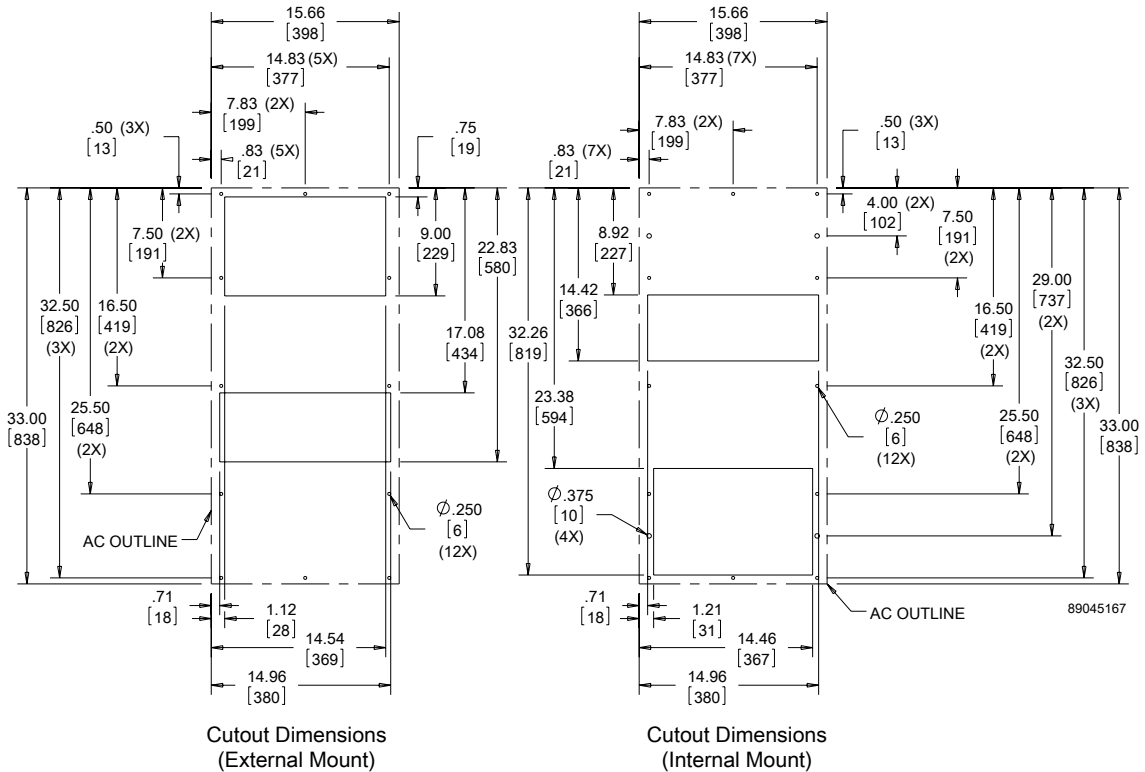 15.66
[398]
14.83 (5X)
[377]
7.83 (2X)
[199]
.50 (3X)
[13]
.83 (5X)
[21]
.75
[19]
7.50 (2X)
[191]
9.00
[229]
22.83
[580]
32.50
[826]
(3X)
16.50
[419]
(2X)
17.08
[434]
33.00
[838]
25.50
[648]
(2X)
AC OUTLINE
Ø.250
[6]
(12X)
.71
[18]
1.12
[28]
14.54
[369]
14.96
[380]
Cutout Dimensions
(External Mount)
15.66
[398]
14.83 (7X)
[377]
7.83 (2X)
[199]
.50 (3X)
[13]
.83 (7X)
[21]
4.00 (2X)
[102]
7.50
[191]
(2X)
8.92
[227]
14.42
[366]
29.00
[737]
(2X)
16.50
[419]
(2X)
32.26
[819]
32.50
[826]
(3X)
23.38
[594]
Ø.250
[6]
(12X)
25.50
[648]
(2X)
33.00
[838]
Ø.375
[10]
(4X)
.71
[18]
1.21
[31]
AC OUTLINE
89045167
14.46
[367]
14.96
[380]
Cutout Dimensions
(Internal Mount)